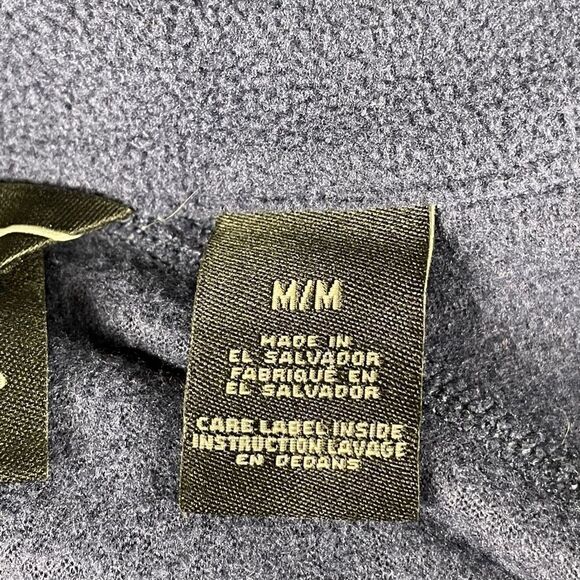 M/M
MADE IN
EL SALVADOR
FABRIQUÉ EN
EL SALVADOR
CARE LABEL INSIDE
INSTRUCTION LAVAGE
EN DEDANS